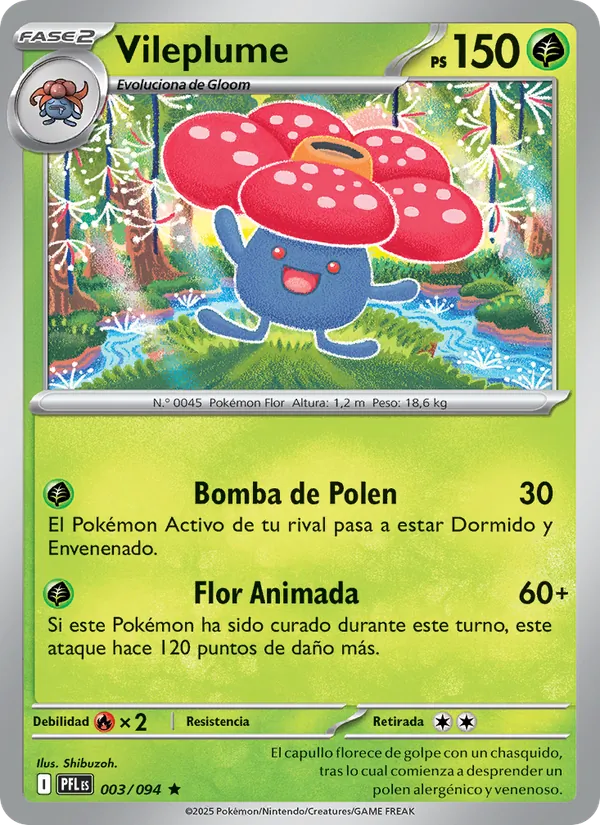 FASE 2
Vileplume
PS 150
Evoluciona de Gloom
N.º 0045 Pokémon Flor Altura: 1,2 m Peso: 18,6 kg
Bomba de Polen 30
El Pokémon Activo de tu rival pasa a estar Dormido y
Envenenado.
Flor Animada 60+
Si este Pokémon ha sido curado durante este turno, este
ataque hace 120 puntos de daño más.
Debilidad × 2 Resistencia Retirada
Ilus. Shibuzoh.
El capullo florece de golpe con un chasquido,
tras lo cual comienza a desprender un
polen alergénico y venenoso.
I PFL ES 003/094 ★
©2025 Pokémon/Nintendo/Creatures/GAME FREAK